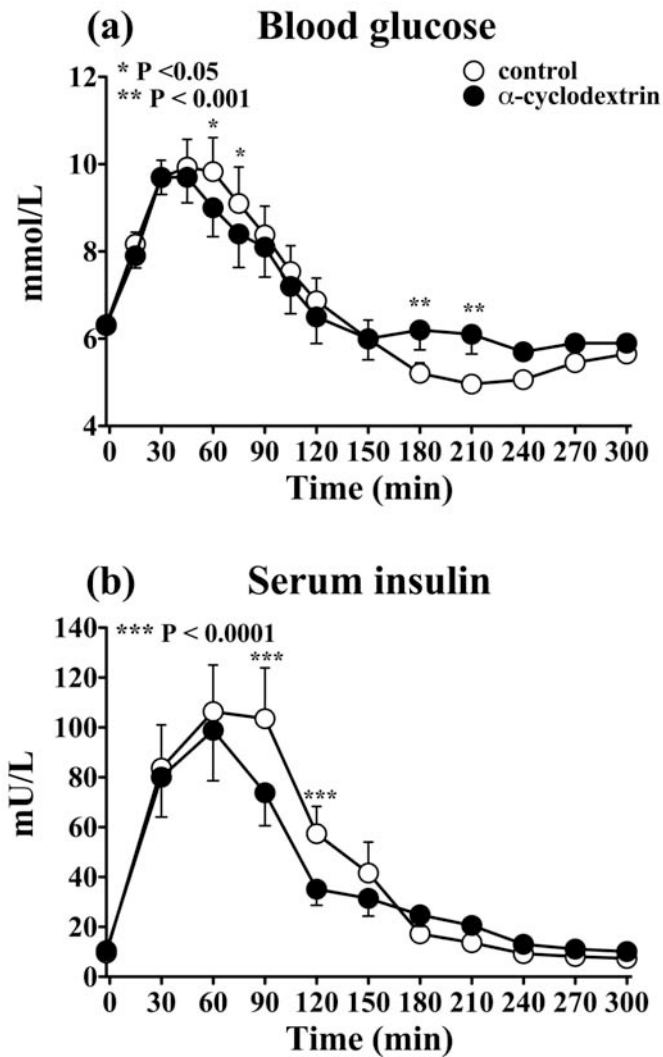 (a) Blood glucose
* P <0.05
** P < 0.001
control
α-cyclodextrin
mmol/L
12
10
8
6
4
* *
** **
0 30 60 90 120 150 180 210 240 270 300
Time (min)
(b) Serum insulin
*** P < 0.0001
mU/L
140
120
100
80
60
40
20
0
***
***
0 30 60 90 120 150 180 210 240 270 300
Time (min)